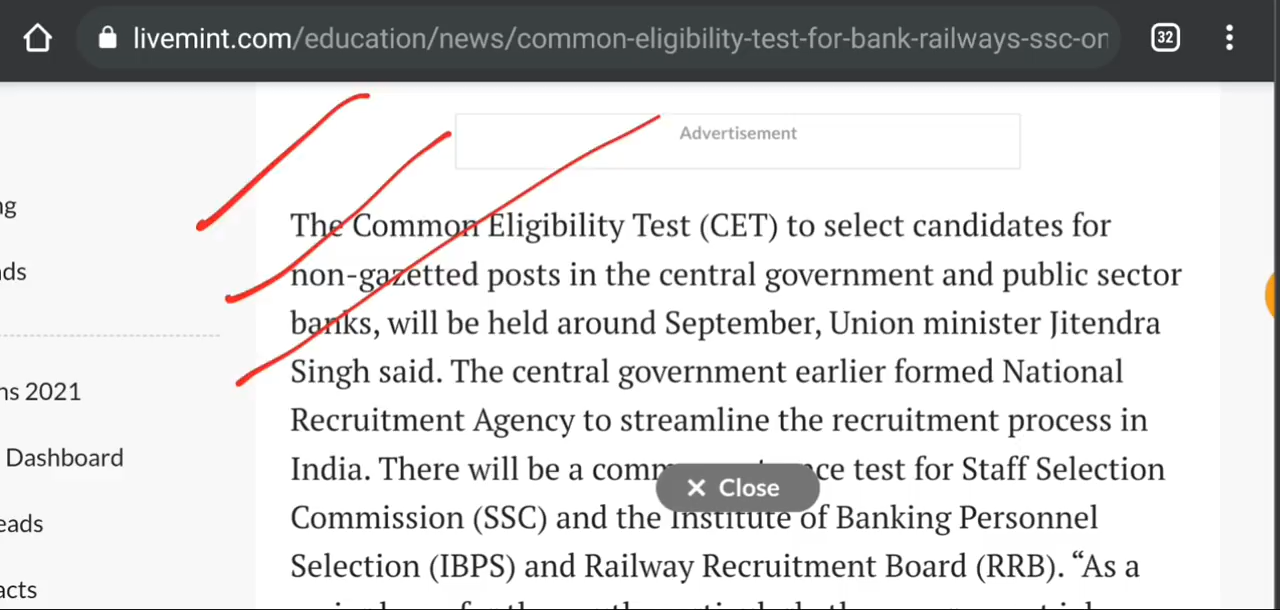 livemint.com/education/news/common-eligibility-test-for-bank-railways-ssc-on
32
Advertisement
ng
ads
ns 2021
Dashboard
eads
acts
The Common Eligibility Test (CET) to select candidates for
non-gazetted posts in the central government and public sector
banks, will be held around September, Union minister Jitendra
Singh said. The central government earlier formed National
Recruitment Agency to streamline the recruitment process in
India. There will be a comm ce test for Staff Selection
Commission (SSC) and the Institute of Banking Personnel
Selection (IBPS) and Railway Recruitment Board (RRB). “As a
× Close